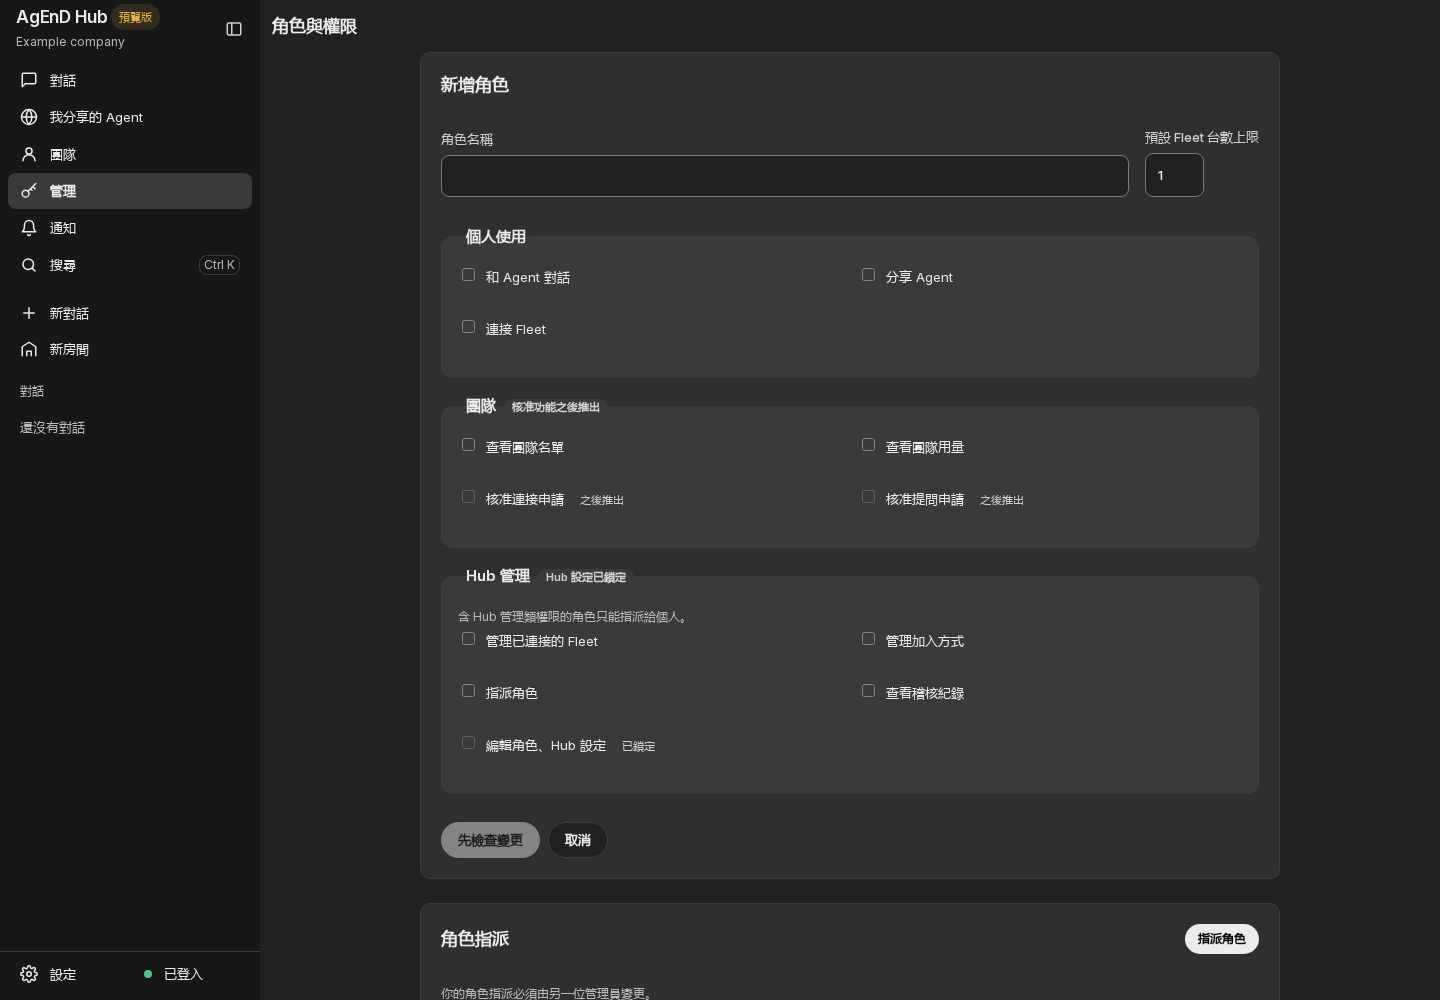 AgEnD Hub 預覽版
Example company
對話
我分享的 Agent
團隊
管理
通知
搜尋 Ctrl K
新對話
新房間
對話
還沒有對話
設定 已登入
角色與權限
新增角色
角色名稱 預設 Fleet 台數上限
1
個人使用
和 Agent 對話 分享 Agent
連接 Fleet
團隊 核准功能之後推出
查看團隊名單 查看團隊用量
核准連接申請 之後推出 核准提問申請 之後推出
Hub 管理 Hub 設定已鎖定
含 Hub 管理類權限的角色只能指派給個人。
管理已連接的 Fleet 管理加入方式
指派角色 查看稽核紀錄
編輯角色、Hub 設定 已鎖定
先檢查變更 取消
角色指派 指派角色
你的角色指派必須由另一位管理員變更。